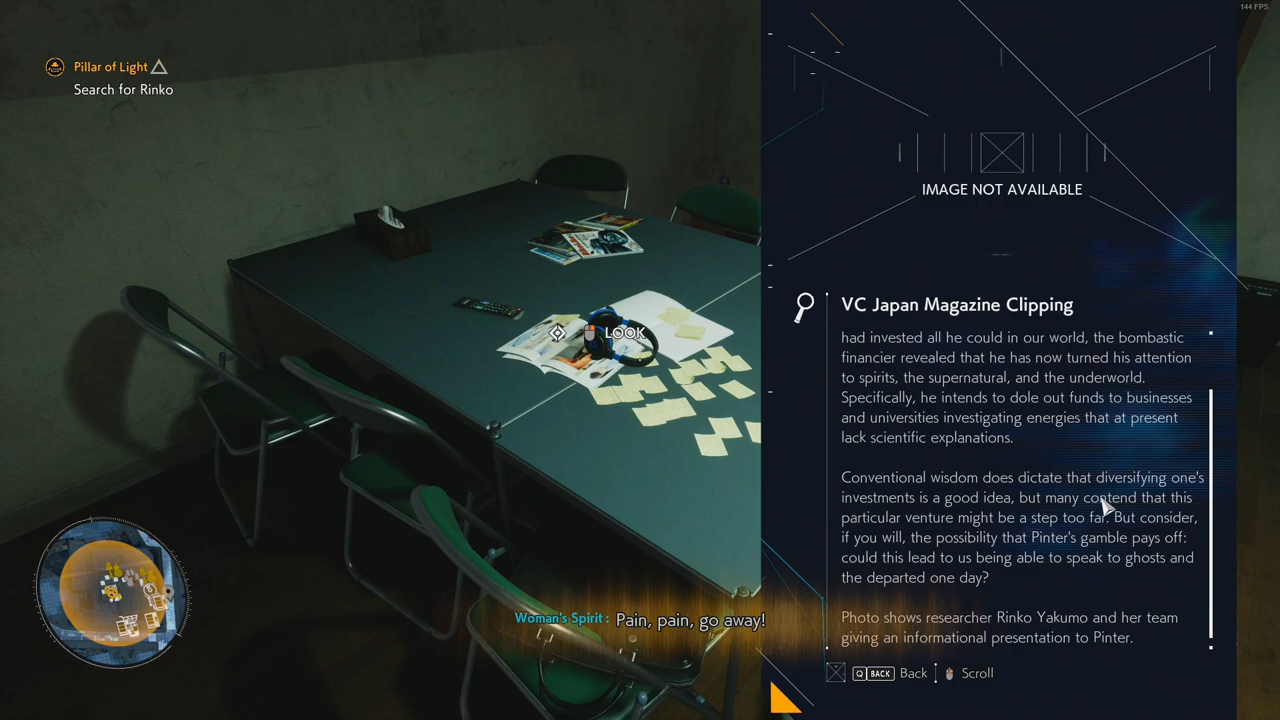 144 FPS
Pillar of Light
Search for Rinko
IMAGE NOT AVAILABLE
LOOK
VC Japan Magazine Clipping
had invested all he could in our world, the bombastic
financier revealed that he has now turned his attention
to spirits, the supernatural, and the underworld.
Specifically, he intends to dole out funds to businesses
and universities investigating energies that at present
lack scientific explanations.
Conventional wisdom does dictate that diversifying one's
investments is a good idea, but many contend that this
particular venture might be a step too far. But consider,
if you will, the possibility that Pinter's gamble pays off:
could this lead to us being able to speak to ghosts and
the departed one day?
Photo shows researcher Rinko Yakumo and her team
giving an informational presentation to Pinter.
Woman's Spirit : Pain, pain, go away!
Q BACK Back Scroll